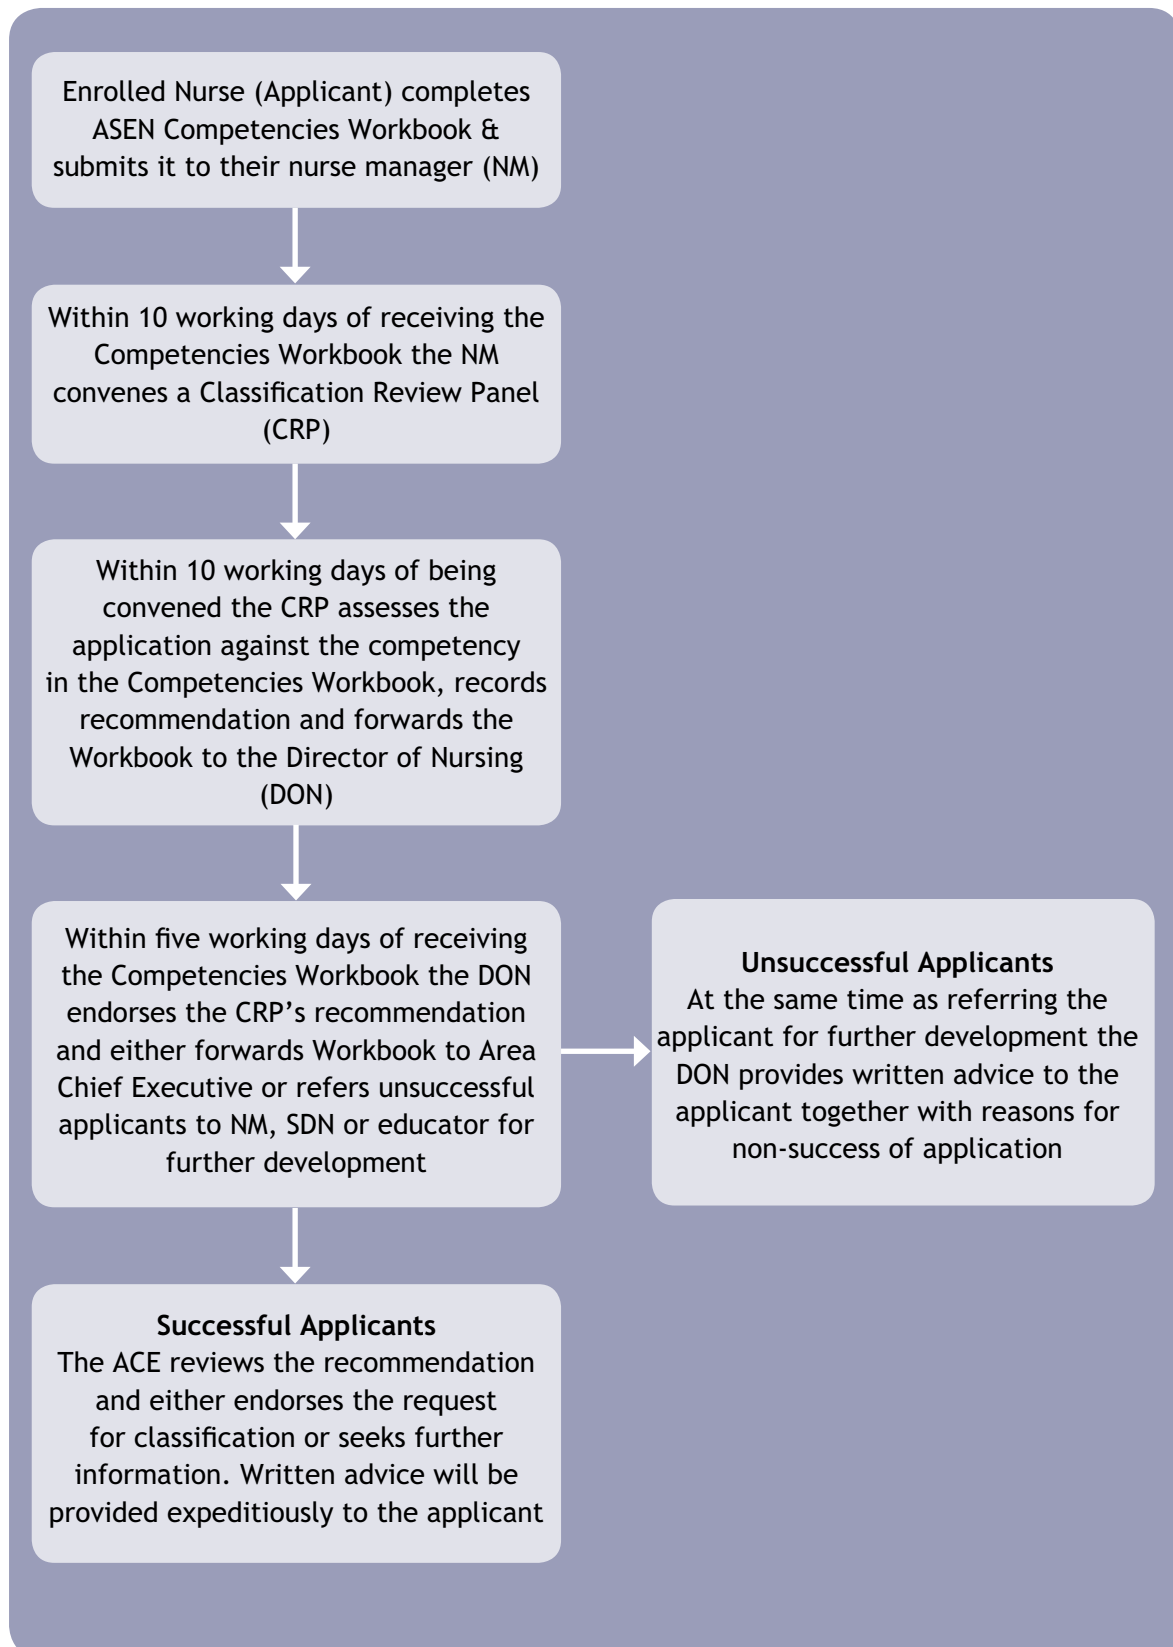 Enrolled Nurse (Applicant) completes
ASEN Competencies Workbook &
submits it to their nurse manager (NM)
Within 10 working days of receiving the
Competencies Workbook the NM
convenes a Classification Review Panel
(CRP)
Within 10 working days of being
convened the CRP assesses the
application against the competency
in the Competencies Workbook, records
recommendation and forwards the
Workbook to the Director of Nursing
(DON)
Within five working days of receiving
the Competencies Workbook the DON
endorses the CRP’s recommendation
and either forwards Workbook to Area
Chief Executive or refers unsuccessful
applicants to NM, SDN or educator for
further development
Unsuccessful Applicants
At the same time as referring the
applicant for further development the
DON provides written advice to the
applicant together with reasons for
non-success of application
Successful Applicants
The ACE reviews the recommendation
and either endorses the request
for classification or seeks further
information. Written advice will be
provided expeditiously to the applicant